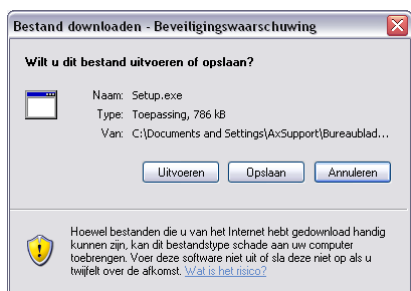 Bestand downloaden - Beveiligingswaarschuwing
Wilt u dit bestand uitvoeren of opslaan?
Naam: Setup.exe
Type: Toepassing, 786 kB
Van: C:\Documents and Settings\AxSupport\Bureaublad...
Uitvoeren Opslaan Annuleren
Hoewel bestanden die u van het Internet hebt gedownload handig
kunnen zijn, kan dit bestandstype schade aan uw computer
toebrengen. Voer deze software niet uit of sla deze niet op als u
twijfelt over de afkomst. Wat is het risico?